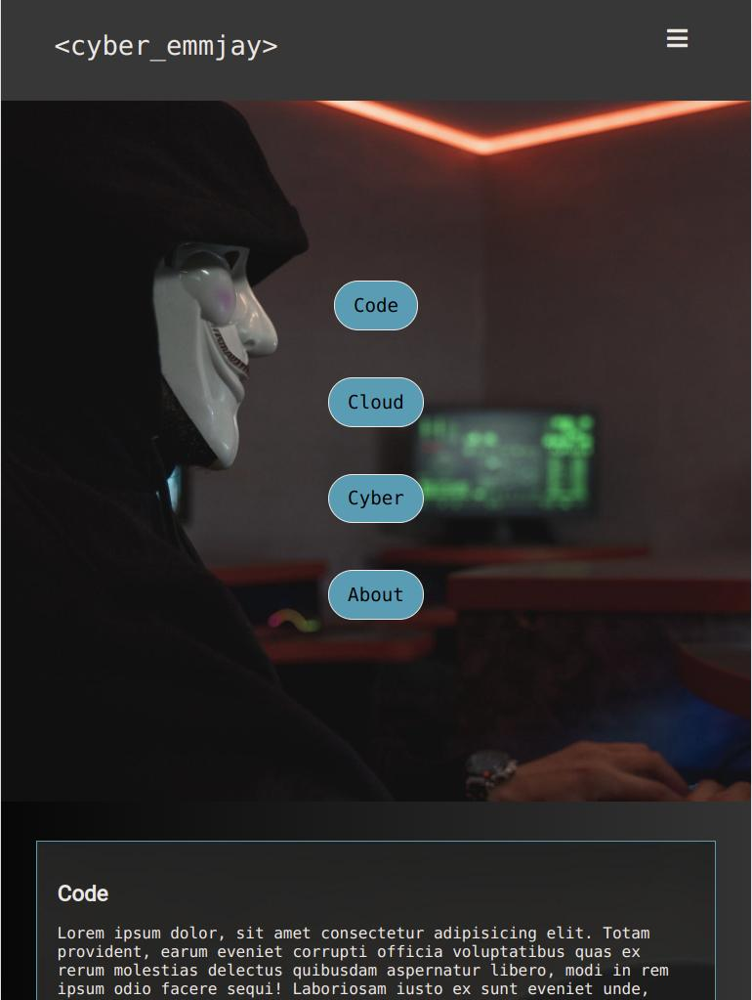 <cyber_emmjay>
Code
Cloud
Cyber
About
Code
Lorem ipsum dolor, sit amet consectetur adipisicing elit. Totam
provident, earum eveniet corrupti officia voluptatibus quas ex
rerum molestias delectus quibusdam aspernatur libero, modi in rem
ipsum odio facere sequi! Laboriosam iusto ex sunt eveniet unde,